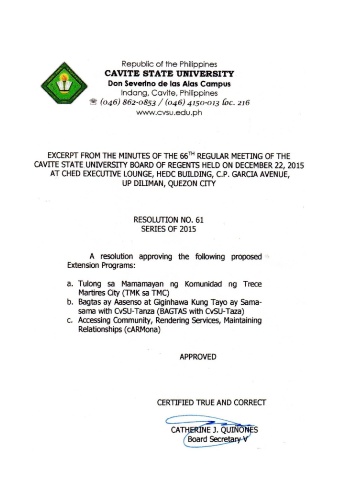 Republic of the Philippines
CAVITE STATE UNIVERSITY
Don Severino de las Alas Campus
Indang, Cavite, Philippines
☎ (046) 862-0853 / (046) 4150-013 loc. 216
www.cvsu.edu.ph
EXCERPT FROM THE MINUTES OF THE 66TH REGULAR MEETING OF THE
CAVITE STATE UNIVERSITY BOARD OF REGENTS HELD ON DECEMBER 22, 2015
AT CHED EXECUTIVE LOUNGE, HEDC BUILDING, C.P. GARCIA AVENUE,
UP DILIMAN, QUEZON CITY
RESOLUTION NO. 61
SERIES OF 2015
A resolution approving the following proposed
Extension Programs:
a. Tulong sa Mamamayan ng Komunidad ng Trece
Martires City (TMK sa TMC)
b. Bagtas ay Aasenso at Giginhawa Kung Tayo ay Sama-
sama with CvSU-Tanza (BAGTAS with CvSU-Taza)
c. Accessing Community, Rendering Services, Maintaining
Relationships (cARMona)
APPROVED
CERTIFIED TRUE AND CORRECT
CATHERINE J. QUIÑONES
Board Secretary V